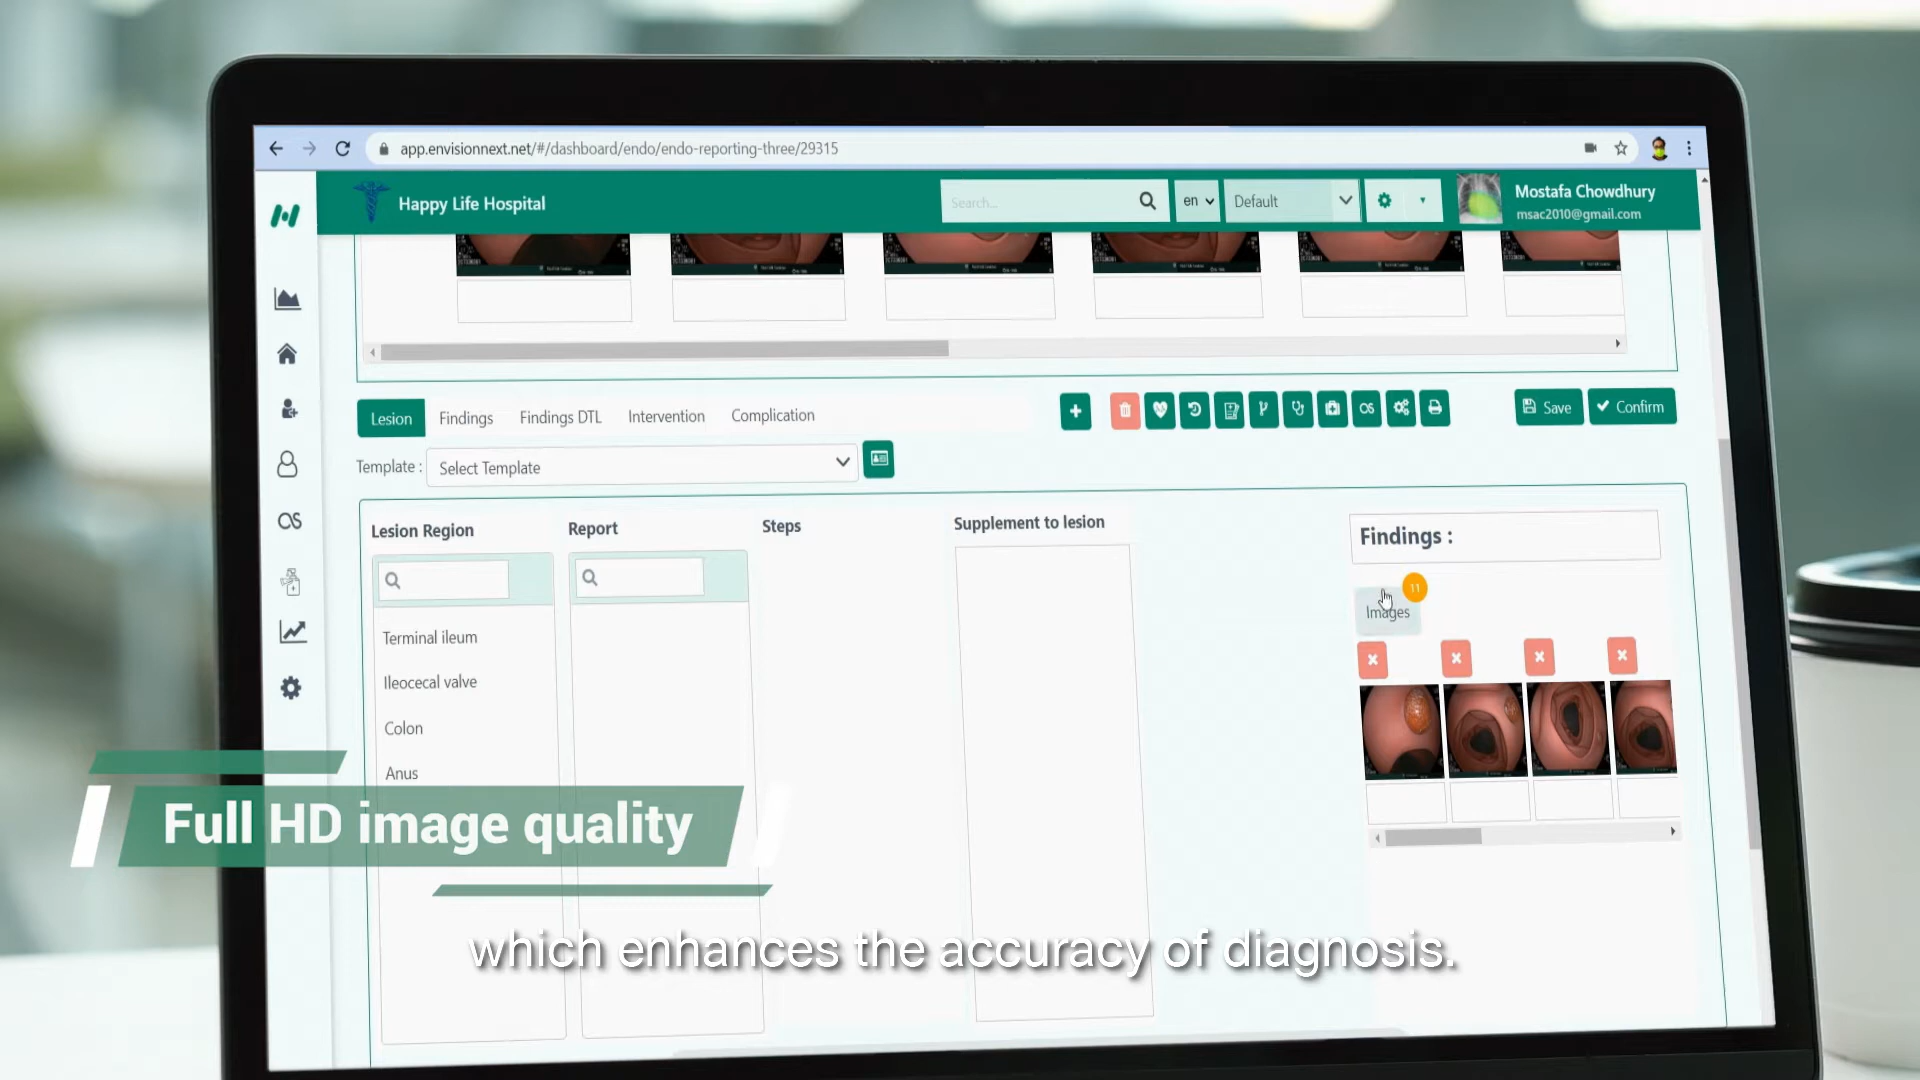 app.envisionnext.net/#/dashboard/endo/endo-reporting-three/29315
Happy Life Hospital
Search...
en
Default
Mostafa Chowdhury
msac2010@gmail.com
Lesion
Findings
Findings DTL
Intervention
Complication
Save
Confirm
Template :
Select Template
Lesion Region
Report
Steps
Supplement to lesion
Findings :
11
Images
Terminal ileum
Ileocecal valve
Colon
Anus
Full HD image quality
which enhances the accuracy of diagnosis.